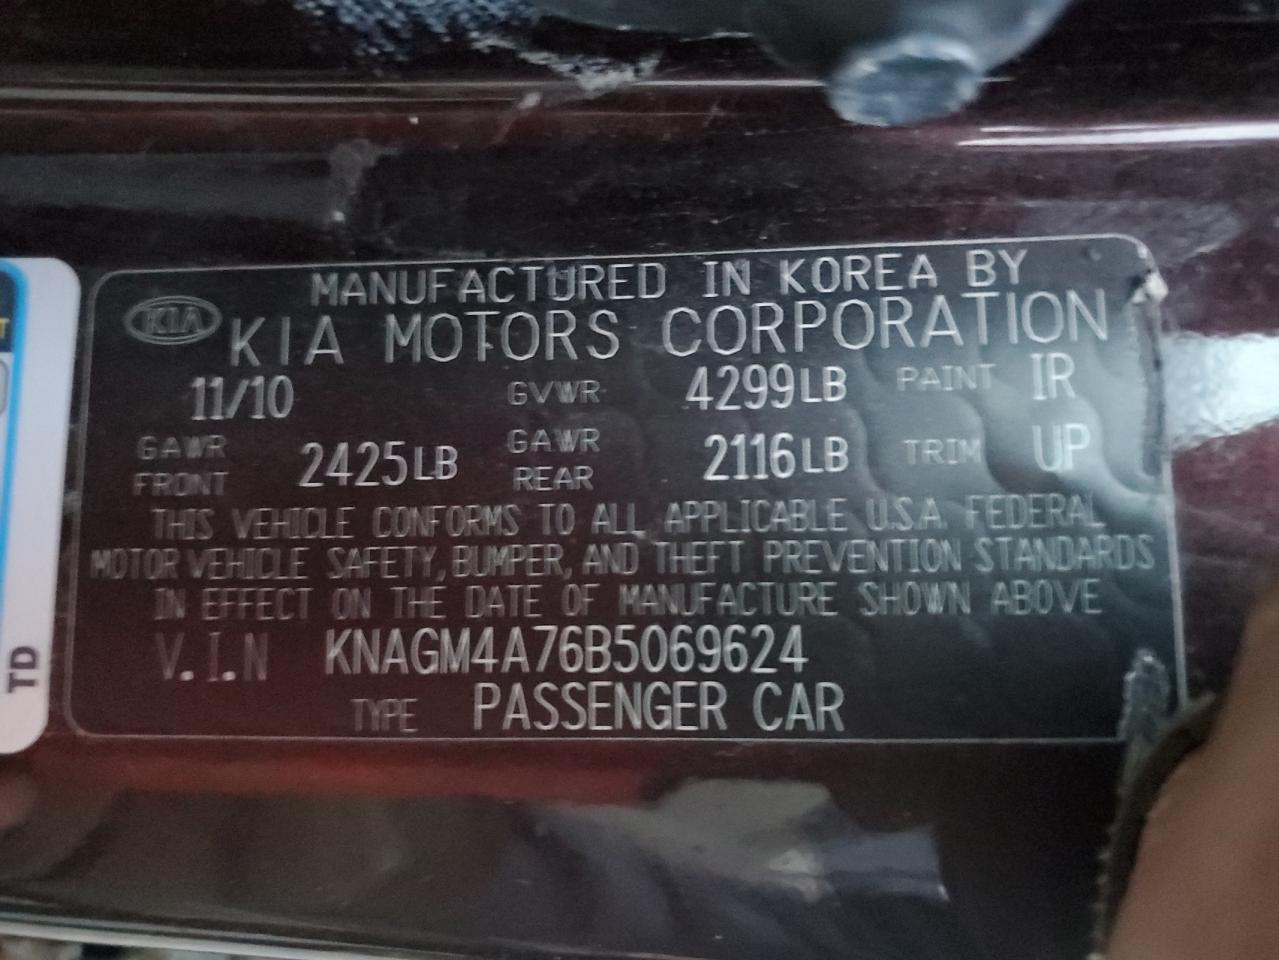 MANUFACTURED IN KOREA BY
KIA KIA MOTORS CORPORATION
11/10 GVWR 4299LB PAINT IR
GAWR FRONT 2425LB GAWR REAR 2116LB TRIM UP
THIS VEHICLE CONFORMS TO ALL APPLICABLE U.S.A. FEDERAL
MOTOR VEHICLE SAFETY, BUMPER, AND THEFT PREVENTION STANDARDS
IN EFFECT ON THE DATE OF MANUFACTURE SHOWN ABOVE
V.I.N KNAGM4A76B5069624
TYPE PASSENGER CAR
TD